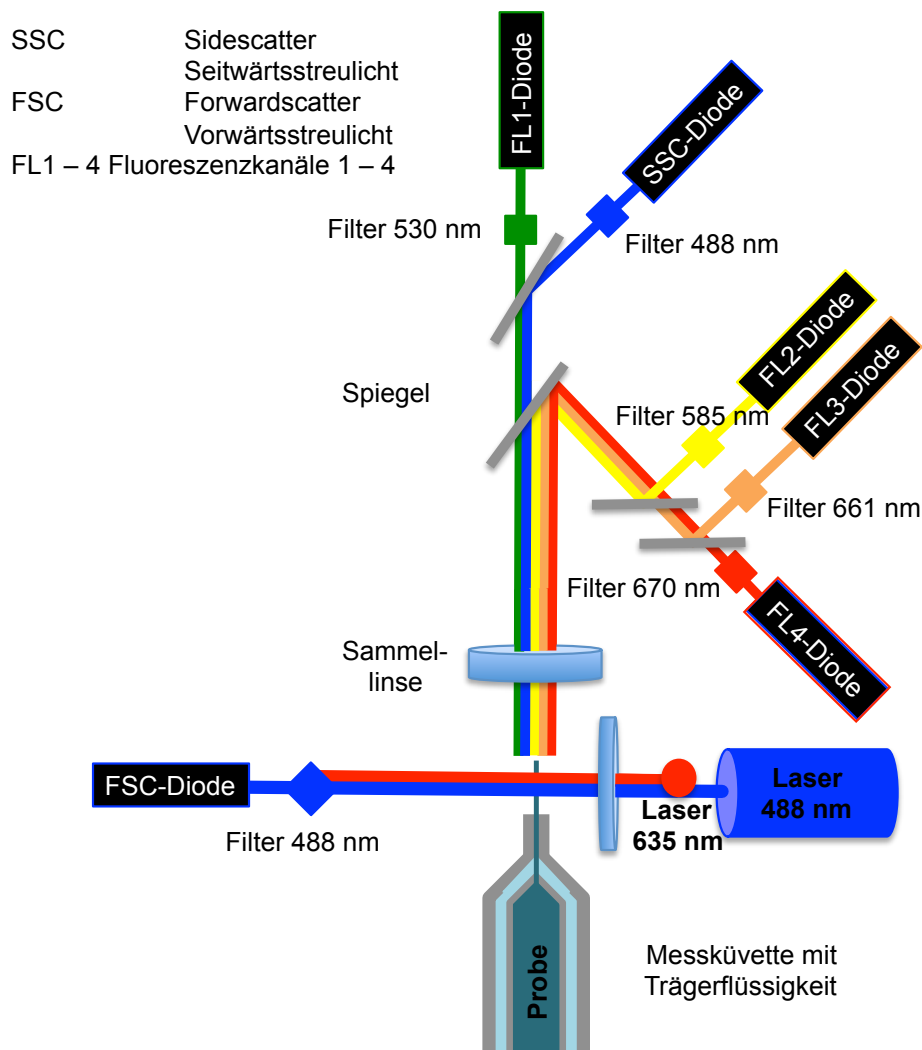 SSC Sidescatter
Seitwärtsstreulicht
FSC Forwardscatter
Vorwärtsstreulicht
FL1 – 4 Fluoreszenzkanäle 1 – 4
FL1-Diode
SSC-Diode
Filter 530 nm
Filter 488 nm
FL2-Diode
FL3-Diode
Spiegel
Filter 585 nm
Filter 661 nm
Filter 670 nm
FL4-Diode
Sammel-
linse
FSC-Diode
Filter 488 nm
Laser
635 nm
Laser
488 nm
Probe
Messküvette mit
Trägerflüssigkeit